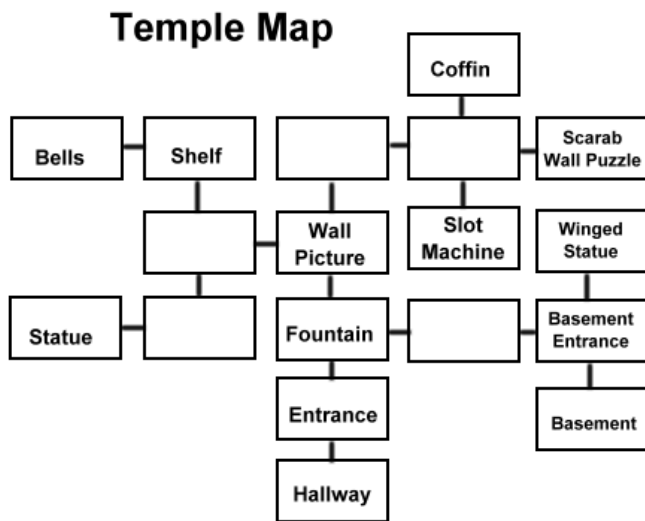 Temple Map
Coffin
Bells
Shelf
Scarab
Wall Puzzle
Wall
Picture
Slot
Machine
Winged
Statue
Statue
Fountain
Basement
Entrance
Entrance
Basement
Hallway